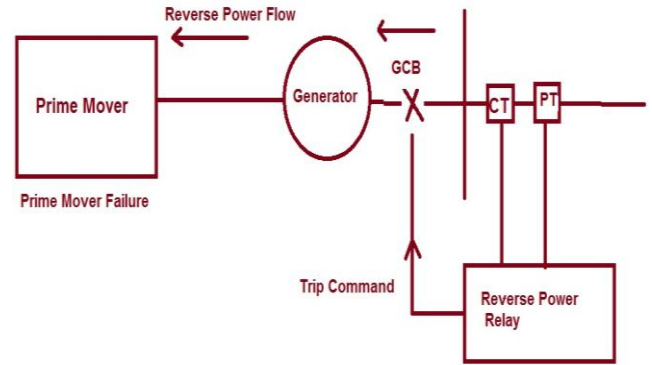 Reverse Power Flow
GCB
Prime Mover
Generator
CT
PT
Prime Mover Failure
Trip Command
Reverse Power
Relay